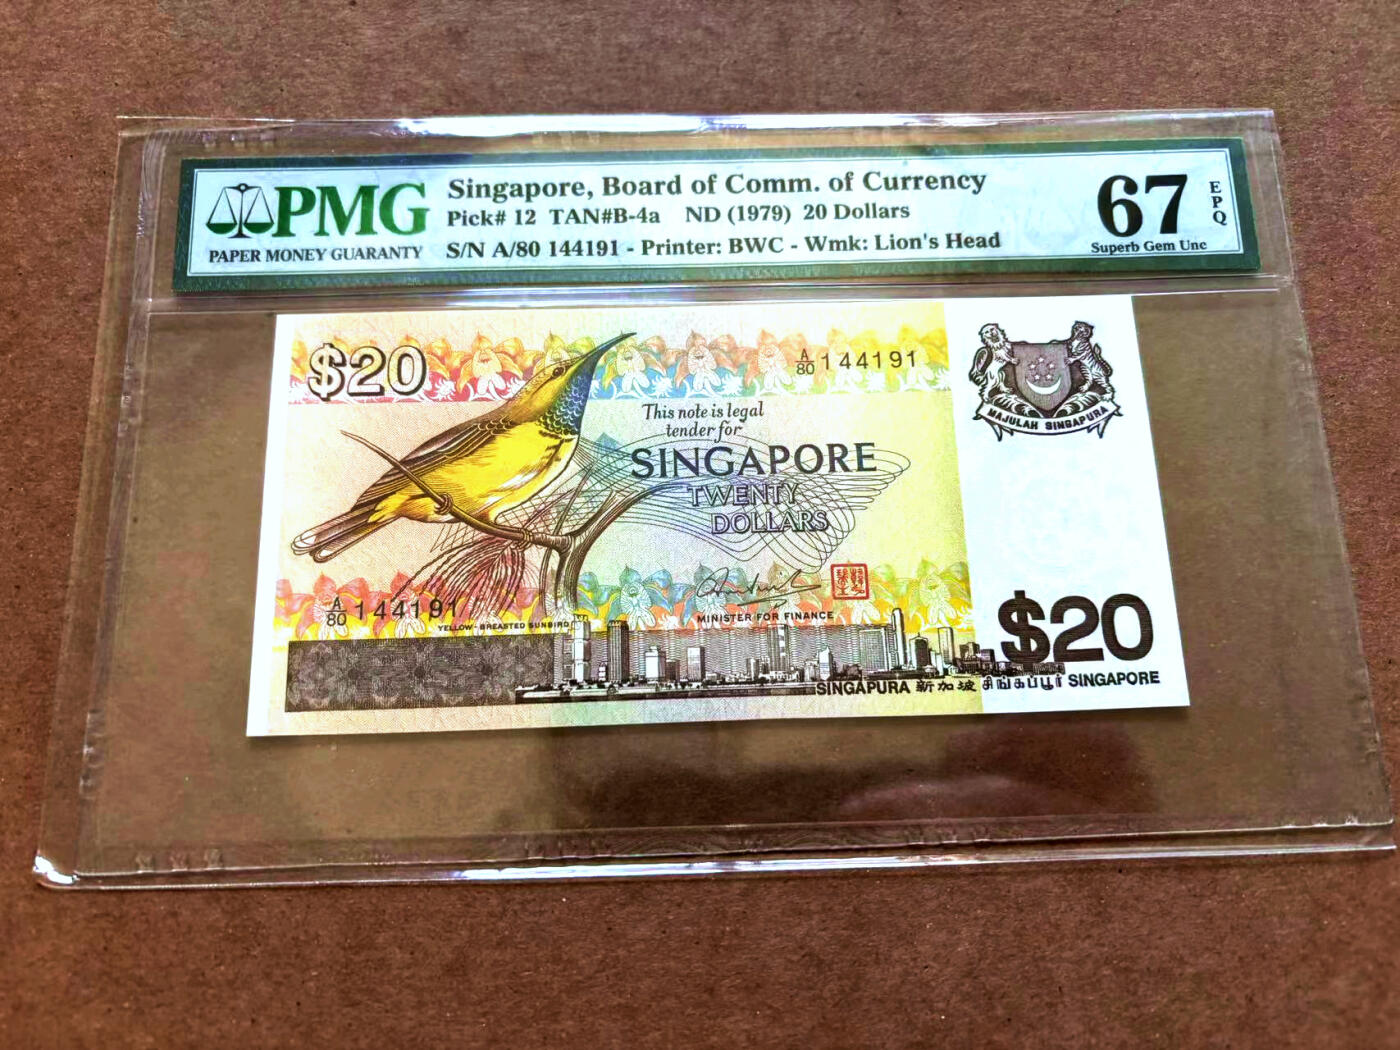 PMG
PAPER MONEY GUARANTY
Singapore, Board of Comm. of Currency
Pick# 12 TAN#B-4a ND (1979) 20 Dollars
S/N A/80 144191 - Printer: BWC - Wmk: Lion's Head
67
EPQ
Superb Gem Unc
$20
A/80 144191
MAJULAH SINGAPURA
This note is legal
tender for
SINGAPORE
TWENTY
DOLLARS
A/80 144191
YELLOW-BREASTED SUNBIRD
MINISTER FOR FINANCE
$20
SINGAPURA 新加坡 சிங்கப்பூர் SINGAPORE